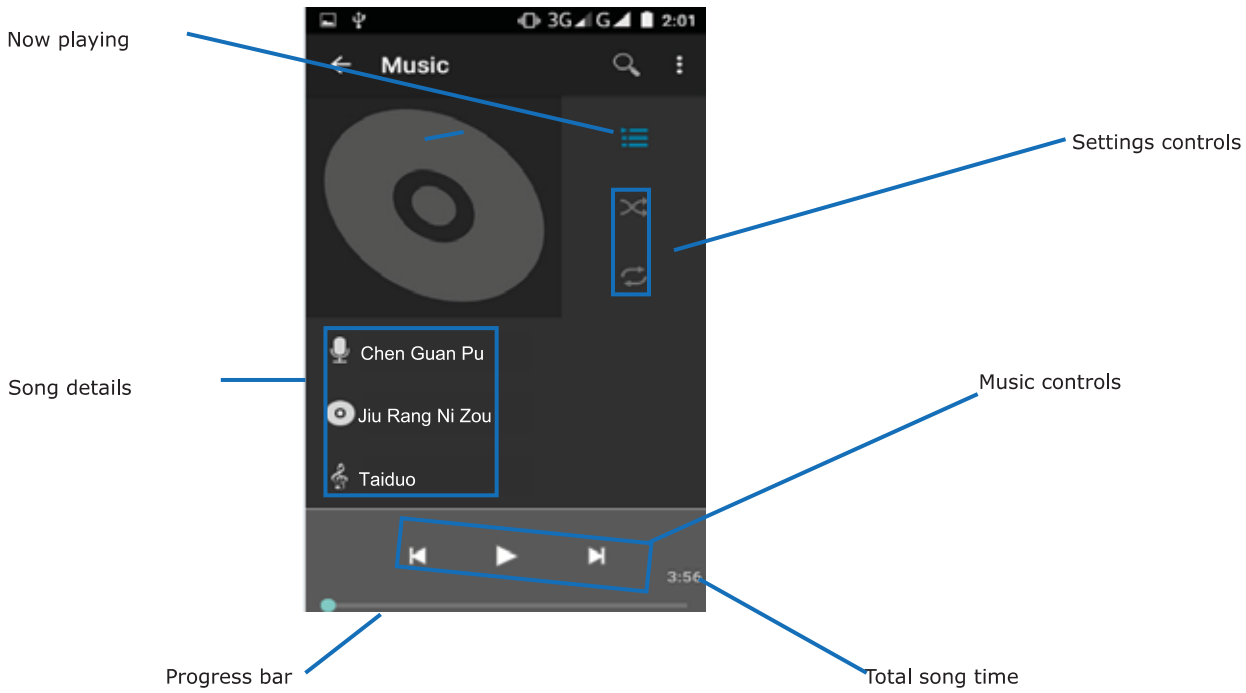 3G G 2:01
Now playing
Music
Settings controls
Chen Guan Pu
Song details
Music controls
Jiu Rang Ni Zou
Taiduo
3:56
Progress bar
Total song time